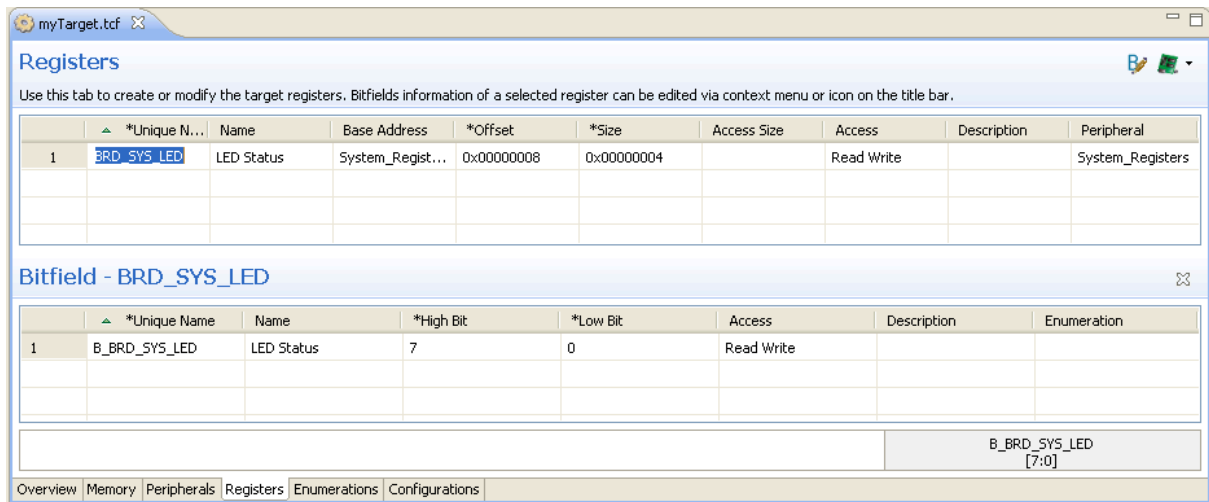 myTarget.tcf
Registers
Use this tab to create or modify the target registers. Bitfields information of a selected register can be edited via context menu or icon on the title bar.
*Unique N... Name Base Address *Offset *Size Access Size Access Description Peripheral
1 BRD_SYS_LED LED Status System_Regist... 0x00000008 0x00000004 Read Write System_Registers
Bitfield - BRD_SYS_LED
*Unique Name Name *High Bit *Low Bit Access Description Enumeration
1 B_BRD_SYS_LED LED Status 7 0 Read Write
B_BRD_SYS_LED
[7:0]
Overview Memory Peripherals Registers Enumerations Configurations